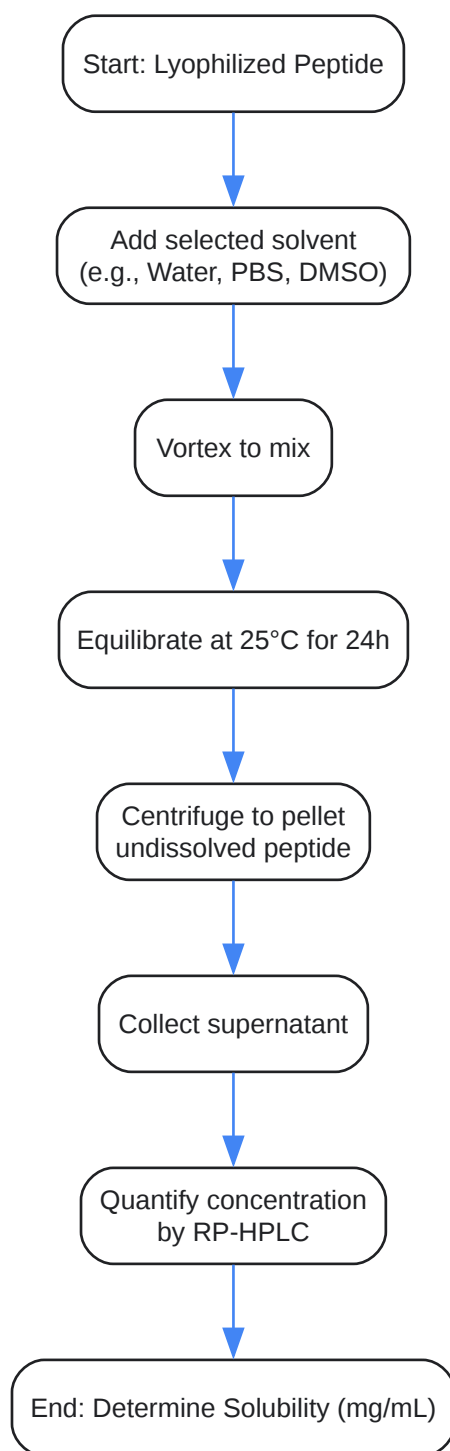 Start: Lyophilized Peptide
Add selected solvent
(e.g., Water, PBS, DMSO)
Vortex to mix
Equilibrate at 25°C for 24h
Centrifuge to pellet
undissolved peptide
Collect supernatant
Quantify concentration
by RP-HPLC
End: Determine Solubility (mg/mL)